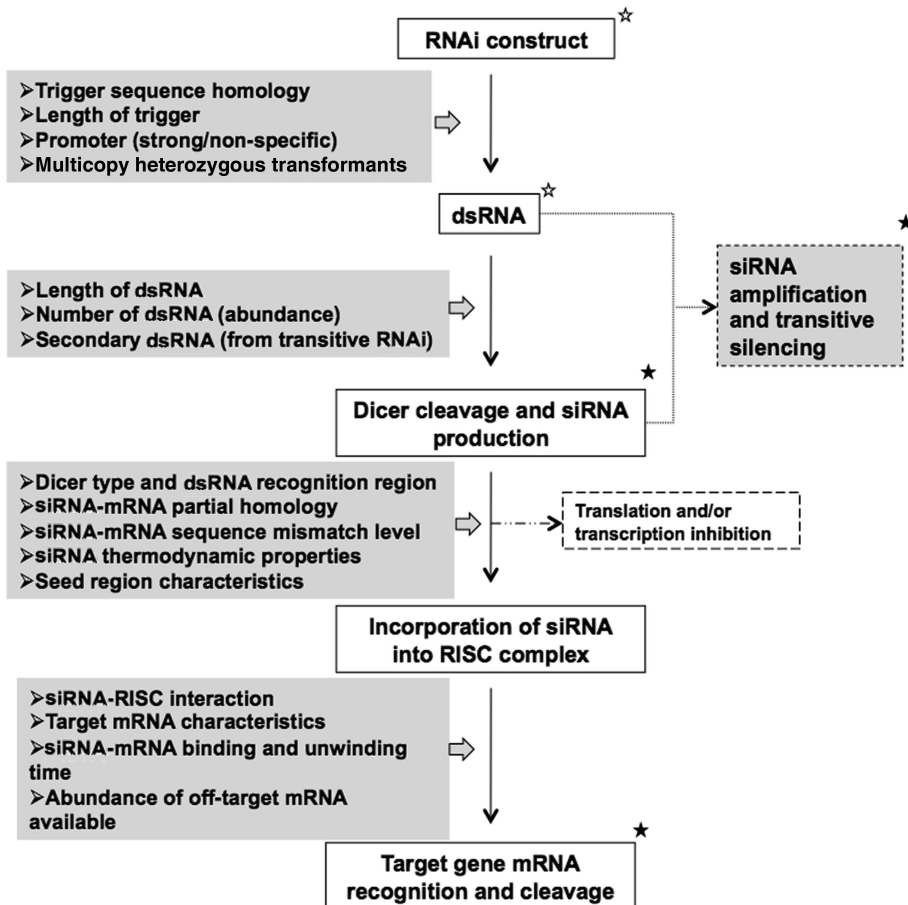 RNAi construct
➢Trigger sequence homology
➢Length of trigger
➢Promoter (strong/non-specific)
➢Multicopy heterozygous transformants
dsRNA
siRNA
amplification
and transitive
silencing
➢Length of dsRNA
➢Number of dsRNA (abundance)
➢Secondary dsRNA (from transitive RNAi)
Dicer cleavage and siRNA
production
➢Dicer type and dsRNA recognition region
➢siRNA-mRNA partial homology
➢siRNA-mRNA sequence mismatch level
➢siRNA thermodynamic properties
➢Seed region characteristics
Translation and/or
transcription inhibition
Incorporation of siRNA
into RISC complex
➢siRNA-RISC interaction
➢Target mRNA characteristics
➢siRNA-mRNA binding and unwinding
time
➢Abundance of off-target mRNA
available
Target gene mRNA
recognition and cleavage